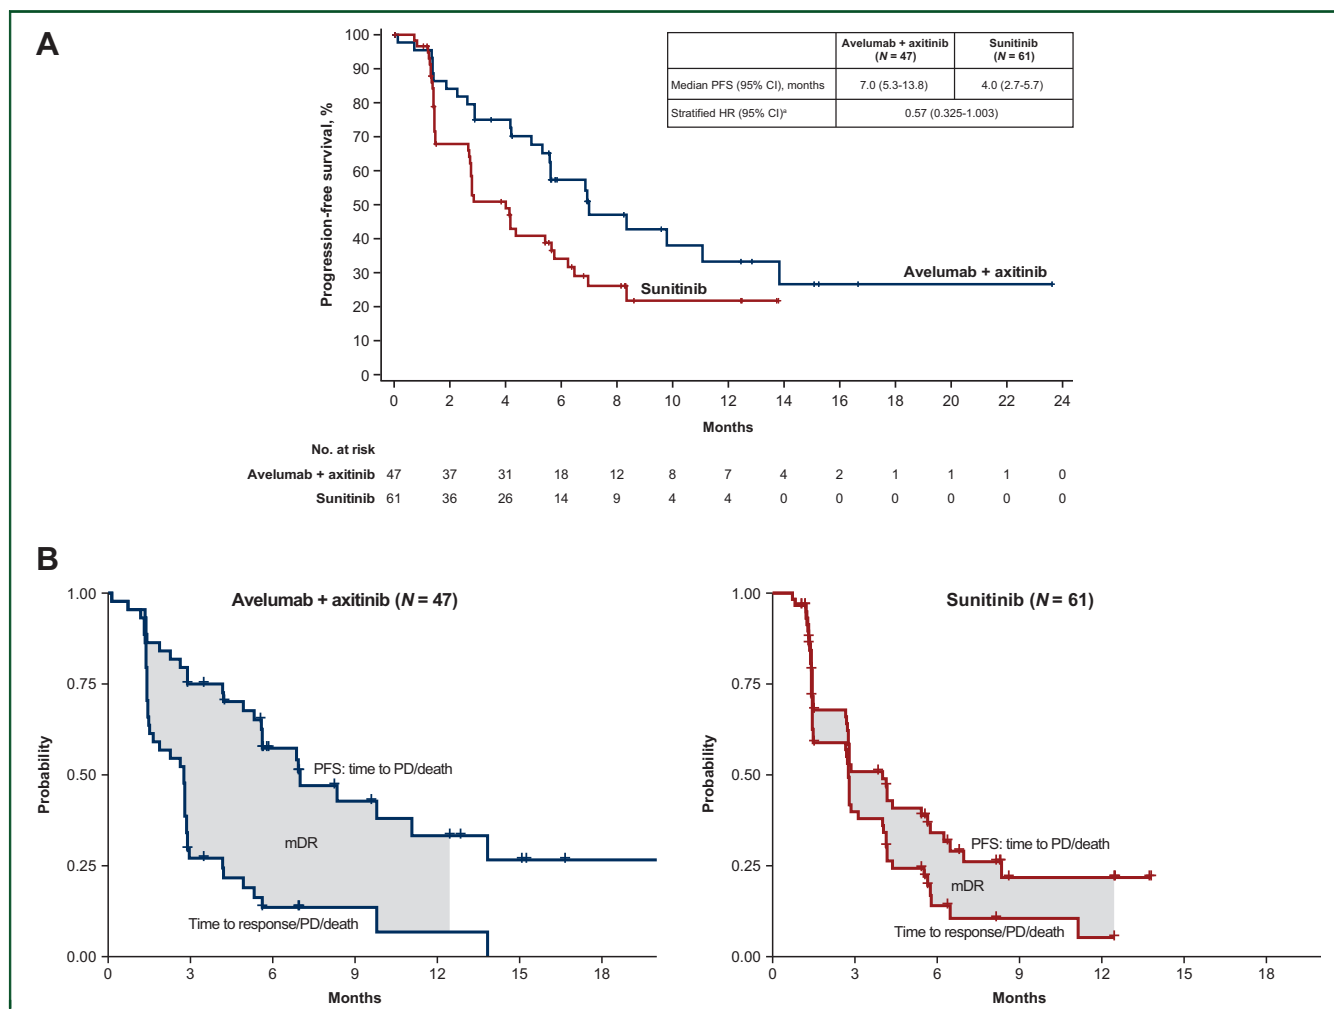 A
Avelumab + axitinib (N = 47)
Sunitinib (N = 61)
Median PFS (95% CI), months 7.0 (5.3-13.8) 4.0 (2.7-5.7)
Stratified HR (95% CI)ᵃ 0.57 (0.325-1.003)
Progression-free survival, %
100
90
80
70
60
50
40
30
20
10
0
Avelumab + axitinib
Sunitinib
0 2 4 6 8 10 12 14 16 18 20 22 24
Months
No. at risk
Avelumab + axitinib 47 37 31 18 12 8 7 4 2 1 1 1 0
Sunitinib 61 36 26 14 9 4 4 0 0 0 0 0 0
B
Avelumab + axitinib (N = 47)
Probability
1.00
0.75
0.50
0.25
0.00
PFS: time to PD/death
mDR
Time to response/PD/death
0 3 6 9 12 15 18
Months
Sunitinib (N = 61)
Probability
1.00
0.75
0.50
0.25
0.00
PFS: time to PD/death
mDR
Time to response/PD/death
0 3 6 9 12 15 18
Months